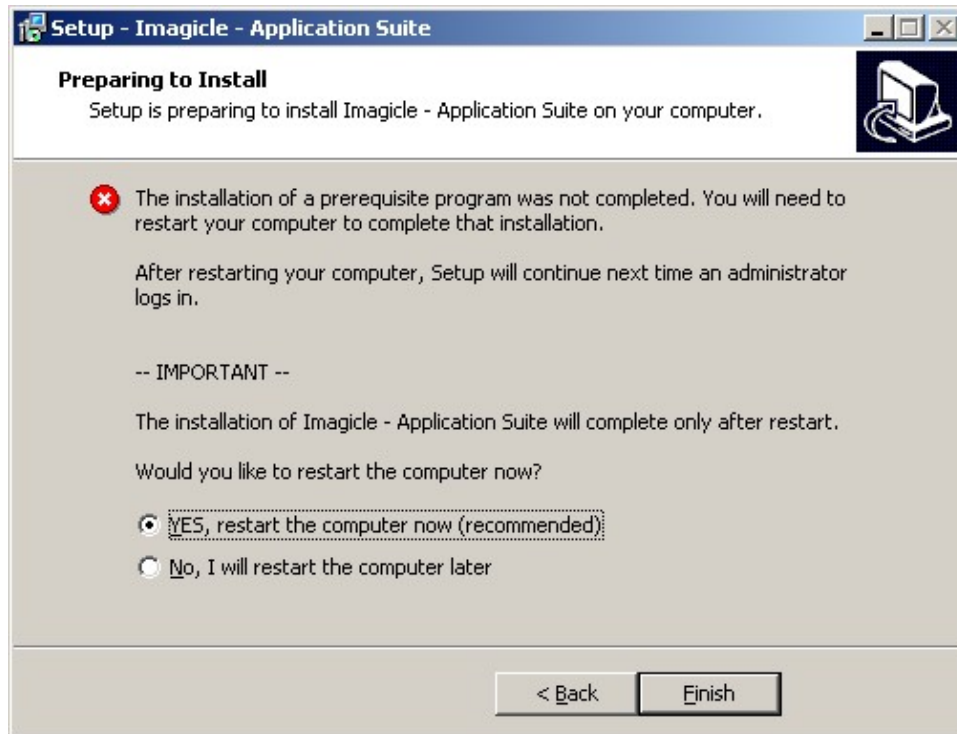 Setup - Imagicle - Application Suite
Preparing to Install
Setup is preparing to install Imagicle - Application Suite on your computer.
The installation of a prerequisite program was not completed. You will need to
restart your computer to complete that installation.
After restarting your computer, Setup will continue next time an administrator
logs in.
-- IMPORTANT --
The installation of Imagicle - Application Suite will complete only after restart.
Would you like to restart the computer now?
YES, restart the computer now (recommended)
No, I will restart the computer later
< Back Finish